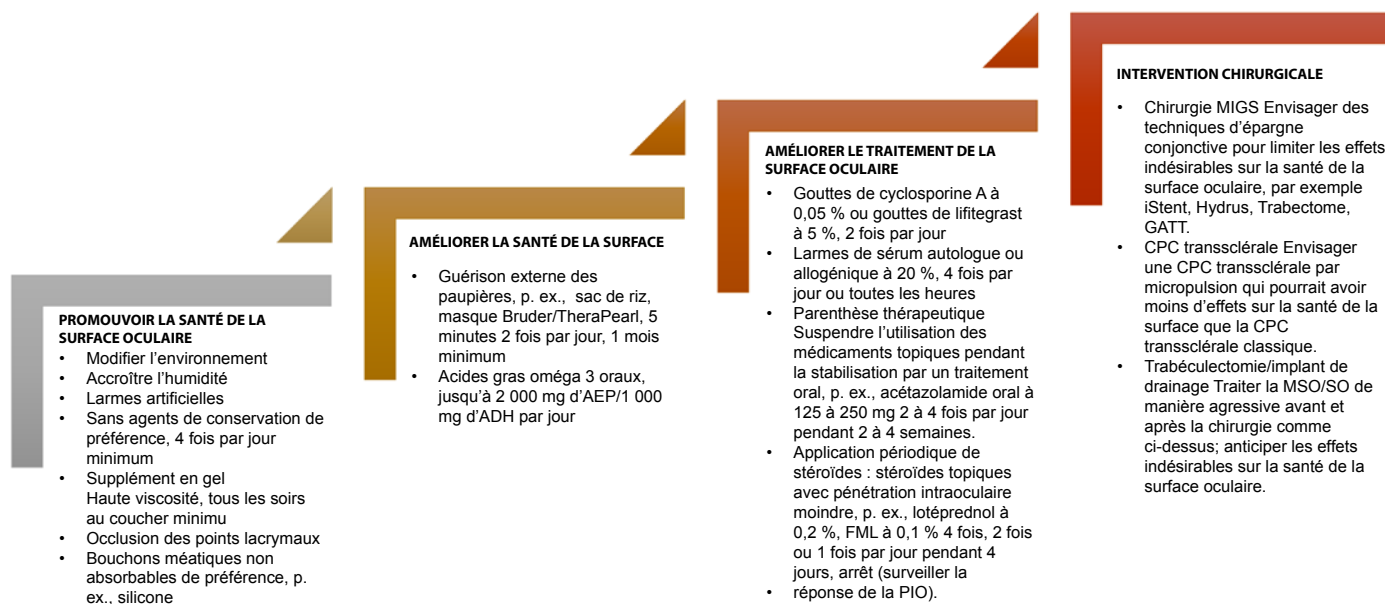 PROMOUVOIR LA SANTÉ DE LA
SURFACE OCULAIRE
• Modifier l’environnement
• Accroître l’humidité
• Larmes artificielles
• Sans agents de conservation de
préférence, 4 fois par jour
minimum
• Supplément en gel
Haute viscosité, tous les soirs
au coucher minimu
• Occlusion des points lacrymaux
• Bouchons méatiques non
absorbables de préférence, p.
ex., silicone
AMÉLIORER LA SANTÉ DE LA SURFACE
• Guérison externe des
paupières, p. ex., sac de riz,
masque Bruder/TheraPearl, 5
minutes 2 fois par jour, 1 mois
minimum
• Acides gras oméga 3 oraux,
jusqu’à 2 000 mg d’AEP/1 000
mg d’ADH par jour
AMÉLIORER LE TRAITEMENT DE LA
SURFACE OCULAIRE
• Gouttes de cyclosporine A à
0,05 % ou gouttes de lifitegrast
à 5 %, 2 fois par jour
• Larmes de sérum autologue ou
allogénique à 20 %, 4 fois par
jour ou toutes les heures
• Parenthèse thérapeutique
Suspendre l’utilisation des
médicaments topiques pendant
la stabilisation par un traitement
oral, p. ex., acétazolamide oral à
125 à 250 mg 2 à 4 fois par jour
pendant 2 à 4 semaines.
• Application périodique de
stéroïdes : stéroïdes topiques
avec pénétration intraoculaire
moindre, p. ex., lotéprednol à
0,2 %, FML à 0,1 % 4 fois, 2 fois
ou 1 fois par jour pendant 4
jours, arrêt (surveiller la
• réponse de la PIO).
INTERVENTION CHIRURGICALE
• Chirurgie MIGS Envisager des
techniques d’épargne
conjonctive pour limiter les effets
indésirables sur la santé de la
surface oculaire, par exemple
iStent, Hydrus, Trabectome,
GATT.
• CPC transsclérale Envisager
une CPC transsclérale par
micropulsion qui pourrait avoir
moins d’effets sur la santé de la
surface que la CPC
transsclérale classique.
• Trabéculectomie/implant de
drainage Traiter la MSO/SO de
manière agressive avant et
après la chirurgie comme
ci-dessus; anticiper les effets
indésirables sur la santé de la
surface oculaire.